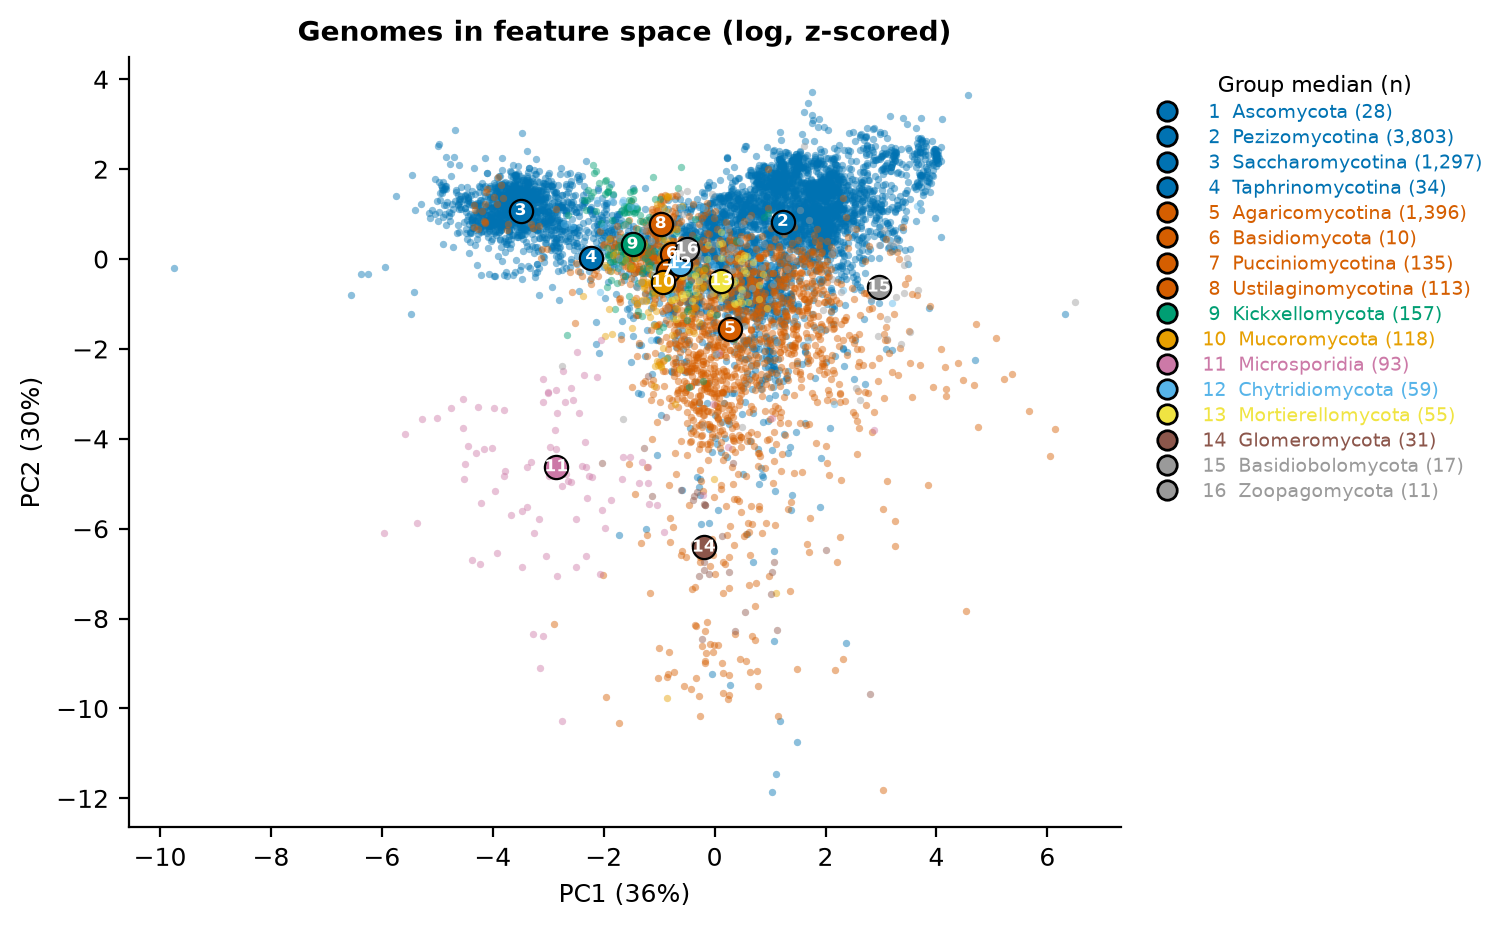 Genomes in feature space (log, z-scored)
4
2
0
−2
−4
−6
−8
−10
−12
PC2 (30%)
−10
−8
−6
−4
−2
0
2
4
6
PC1 (36%)
3
8
2
9
4
6
16
12
10
13
15
5
11
14
Group median (n)
1 Ascomycota (28)
2 Pezizomycotina (3,803)
3 Saccharomycotina (1,297)
4 Taphrinomycotina (34)
5 Agaricomycotina (1,396)
6 Basidiomycota (10)
7 Pucciniomycotina (135)
8 Ustilaginomycotina (113)
9 Kickxellomycota (157)
10 Mucoromycota (118)
11 Microsporidia (93)
12 Chytridiomycota (59)
13 Mortierellomycota (55)
14 Glomeromycota (31)
15 Basidiobolomycota (17)
16 Zoopagomycota (11)